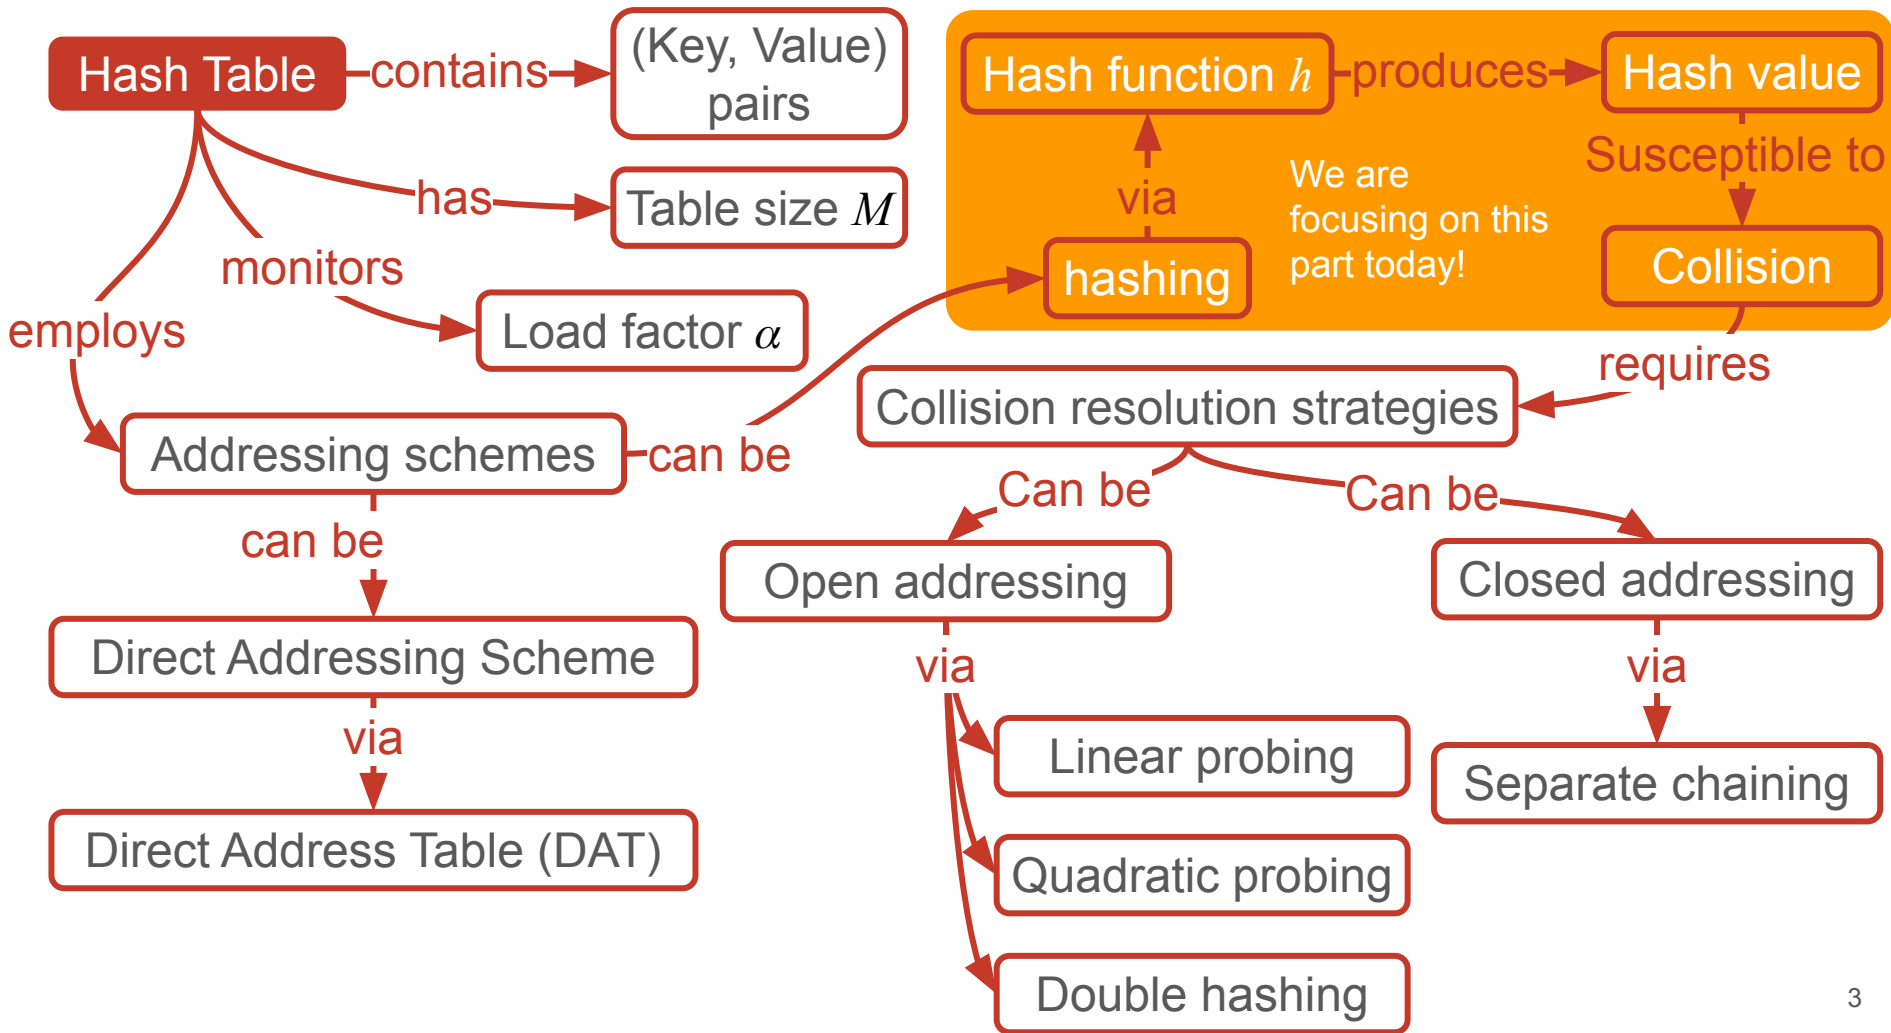 Hash Table
contains
(Key, Value)
pairs
has
Table size M
monitors
Load factor α
employs
Addressing schemes
can be
can be
Direct Addressing Scheme
via
Direct Address Table (DAT)
Hash function h
produces
Hash value
via
We are
focusing on this
part today!
Susceptible to
hashing
Collision
requires
Collision resolution strategies
Can be
Can be
Open addressing
Closed addressing
via
via
Linear probing
Separate chaining
Quadratic probing
Double hashing
3